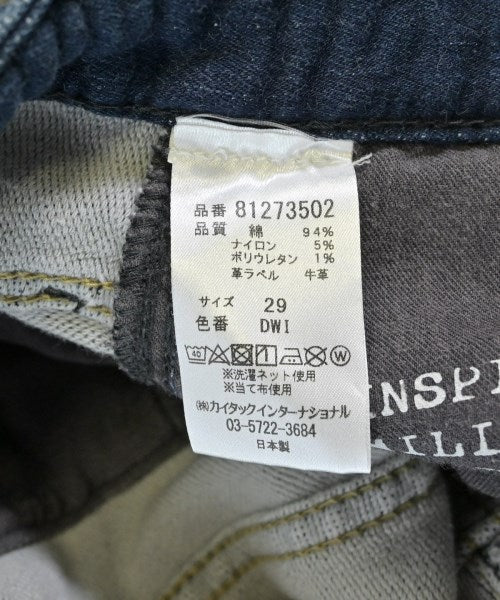 品番 81273502
品質 綿 94%
ナイロン 5%
ポリウレタン 1%
革ラベル 牛革
サイズ 29
色番 DWI
40
※洗濯ネット使用
※当て布使用
㈱カイタックインターナショナル
03-5722-3684
日本製